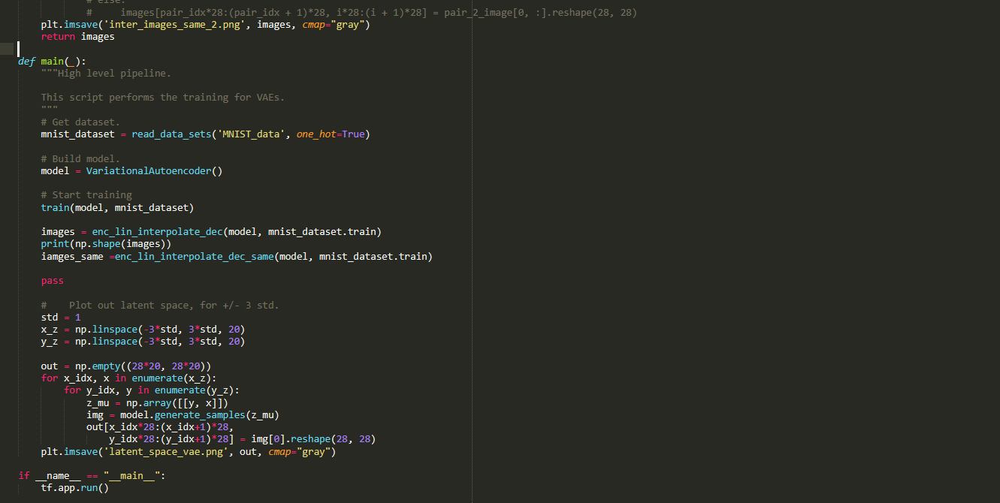 # else:
#     images[pair_idx*28:(pair_idx + 1)*28, i*28:(i + 1)*28] = pair_2_image[0, :].reshape(28, 28)
plt.imsave('inter_images_same_2.png', images, cmap="gray")
return images
def main(_):
"""High level pipeline.
This script performs the training for VAEs.
"""
# Get dataset.
mnist_dataset = read_data_sets('MNIST_data', one_hot=True)
# Build model.
model = VariationalAutoencoder()
# Start training
train(model, mnist_dataset)
images = enc_lin_interpolate_dec(model, mnist_dataset.train)
print(np.shape(images))
iamges_same =enc_lin_interpolate_dec_same(model, mnist_dataset.train)
pass
#    Plot out latent space, for +/- 3 std.
std = 1
x_z = np.linspace(-3*std, 3*std, 20)
y_z = np.linspace(-3*std, 3*std, 20)
out = np.empty((28*20, 28*20))
for x_idx, x in enumerate(x_z):
for y_idx, y in enumerate(y_z):
z_mu = np.array([[y, x]])
img = model.generate_samples(z_mu)
out[x_idx*28:(x_idx+1)*28,
y_idx*28:(y_idx+1)*28] = img[0].reshape(28, 28)
plt.imsave('latent_space_vae.png', out, cmap="gray")
if __name__ == "__main__":
tf.app.run()